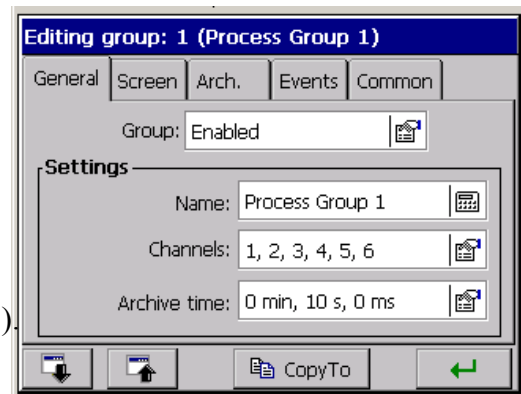 Editing group: 1 (Process Group 1)
General Screen Arch. Events Common
Group: Enabled
Settings
Name: Process Group 1
Channels: 1, 2, 3, 4, 5, 6
Archive time: 0 min, 10 s, 0 ms
).
CopyTo